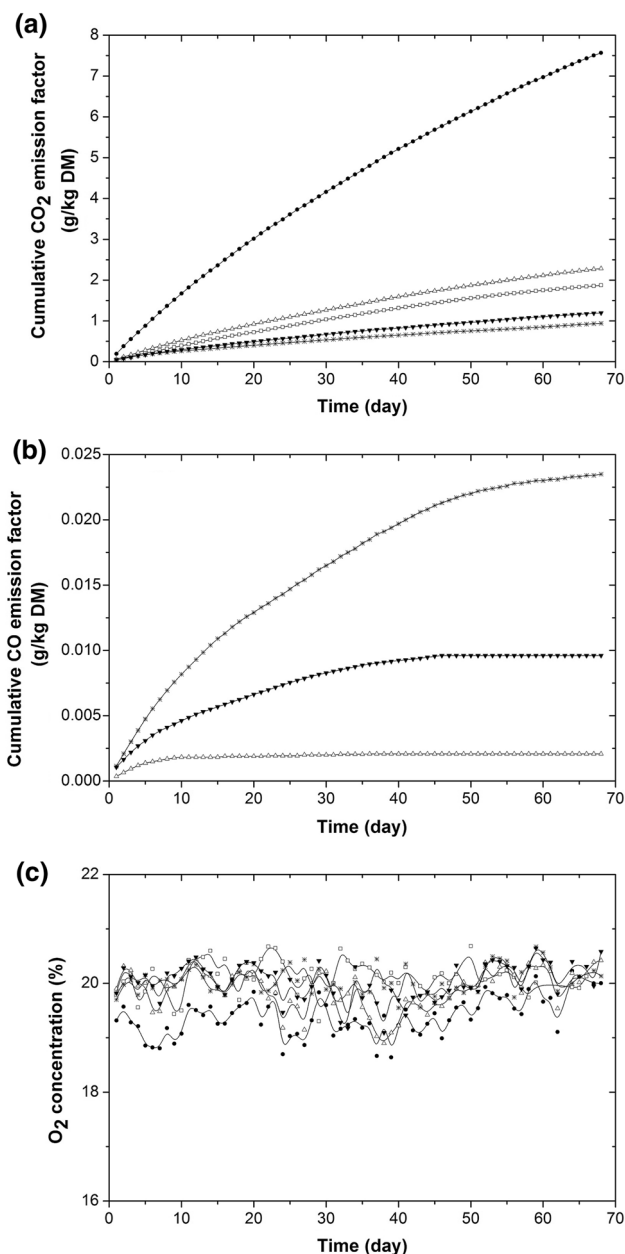 (a)
8
7
6
5
4
3
2
1
0
Cumulative CO2 emission factor
(g/kg DM)
0 10 20 30 40 50 60 70
Time (day)
(b)
0.025
0.020
0.015
0.010
0.005
0.000
Cumulative CO emission factor
(g/kg DM)
0 10 20 30 40 50 60 70
Time (day)
(c)
22
20
18
16
O2 concentration (%)
0 10 20 30 40 50 60 70
Time (day)